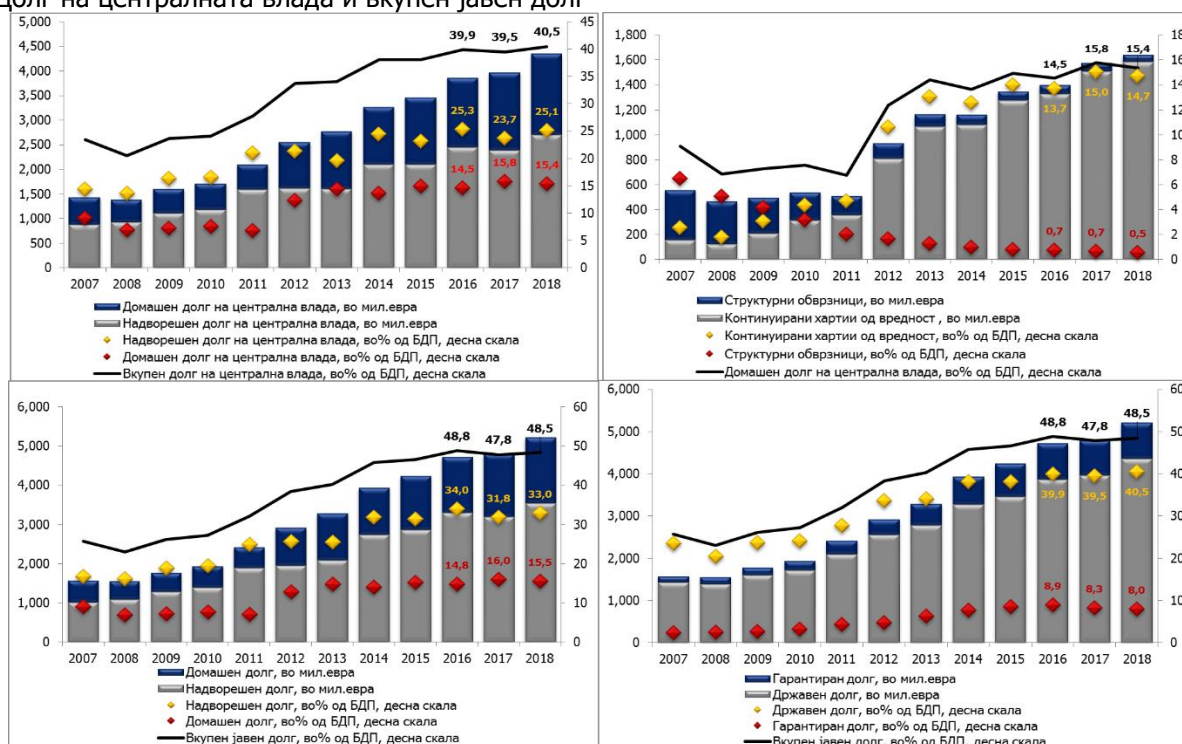 долг на централната влада и вкупен јавен долг
5,000
4,500
4,000
3,500
3,000
2,500
2,000
1,500
1,000
500
0
45
40
35
30
25
20
15
10
5
0
39,9 39,5 40,5
25,3 23,7 25,1
14,5 15,8 15,4
2007 2008 2009 2010 2011 2012 2013 2014 2015 2016 2017 2018
Домашен долг на централна влада, во мил.евра
Надворешен долг на централна влада, во мил.евра
Надворешен долг на централна влада, во% од БДП, десна скала
Домашен долг на централна влада, во% од БДП, десна скала
Вкупен долг на централна влада, во% од БДП, десна скала
1,800
1,600
1,400
1,200
1,000
800
600
400
200
0
18
16
14
12
10
8
6
4
2
0
14,5 15,8 15,4
13,7 15,0 14,7
0,7 0,7 0,5
2007 2008 2009 2010 2011 2012 2013 2014 2015 2016 2017 2018
Структурни обврзници, во мил.евра
Континуирани хартии од вредност , во мил.евра
Континуирани хартии од вредност, во% од БДП, десна скала
Структурни обврзници, во% од БДП, десна скала
Домашен долг на централна влада, во% од БДП, десна скала
6,000
5,000
4,000
3,000
2,000
1,000
0
60
50
40
30
20
10
0
48,8 47,8 48,5
34,0 31,8 33,0
14,8 16,0 15,5
2007 2008 2009 2010 2011 2012 2013 2014 2015 2016 2017 2018
Домашен долг, во мил.евра
Надворешен долг, во мил.евра
Надворешен долг, во% од БДП, десна скала
Домашен долг, во% од БДП, десна скала
Вкупен јавен долг, во% од БДП, десна скала
6,000
5,000
4,000
3,000
2,000
1,000
0
60
50
40
30
20
10
0
48,8 47,8 48,5
39,9 39,5 40,5
8,9 8,3 8,0
2007 2008 2009 2010 2011 2012 2013 2014 2015 2016 2017 2018
Гарантиран долг, во мил.евра
Државен долг, во мил.евра
Државен долг, во% од БДП, десна скала
Гарантиран долг, во% од БДП, десна скала
Вкупен јавен долг, во% од БДП, десна скала